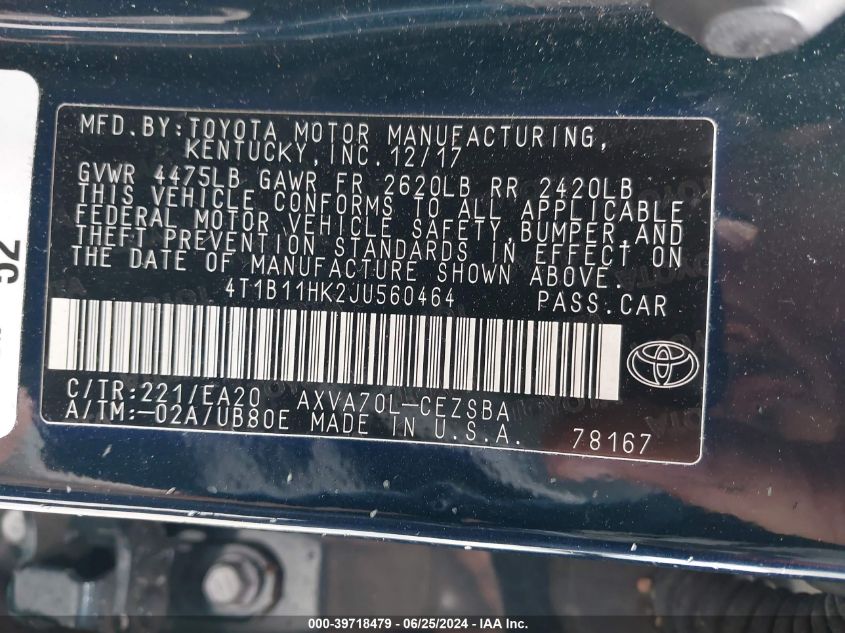 MFD.BY:TOYOTA MOTOR MANUFACTURING,
KENTUCKY, INC. 12/17
GVWR 4475LB GAWR FR 2620LB RR 2420LB
THIS VEHICLE CONFORMS TO ALL APPLICABLE
FEDERAL MOTOR VEHICLE SAFETY, BUMPER, AND
THEFT PREVENTION STANDARDS IN EFFECT ON
THE DATE OF MANUFACTURE SHOWN ABOVE.
4T1B11HK2JU560464 PASS.CAR
C/TR:221/EA20 AXVA70L-CEZSBA
A/TM:-02A/UB80E MADE IN U.S.A. 78167
52
000-39718479 - 06/25/2024 - IAA Inc.